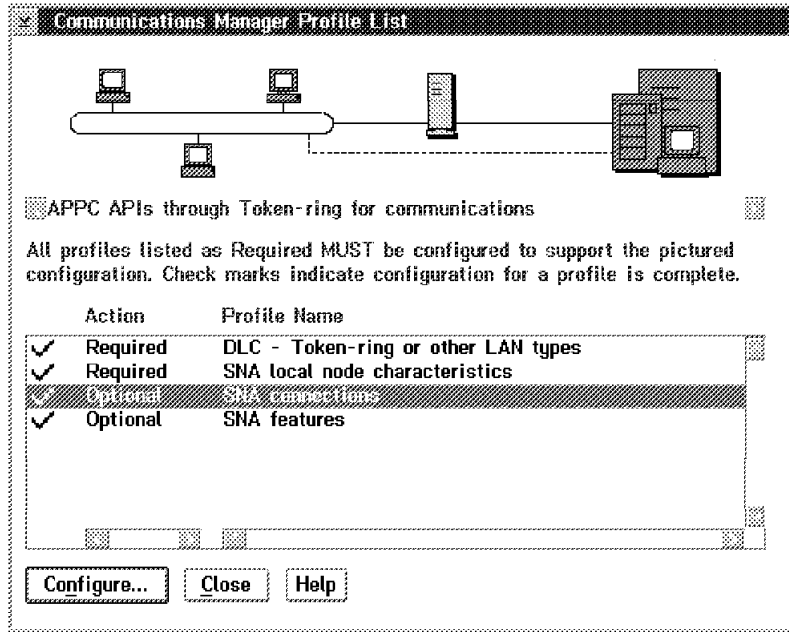 Communications Manager Profile List
APPC APIs through Token-ring for communications
All profiles listed as Required MUST be configured to support the pictured
configuration. Check marks indicate configuration for a profile is complete.
Action Profile Name
Required DLC - Token-ring or other LAN types
Required SNA local node characteristics
Optional SNA connections
Optional SNA features
Configure... Close Help